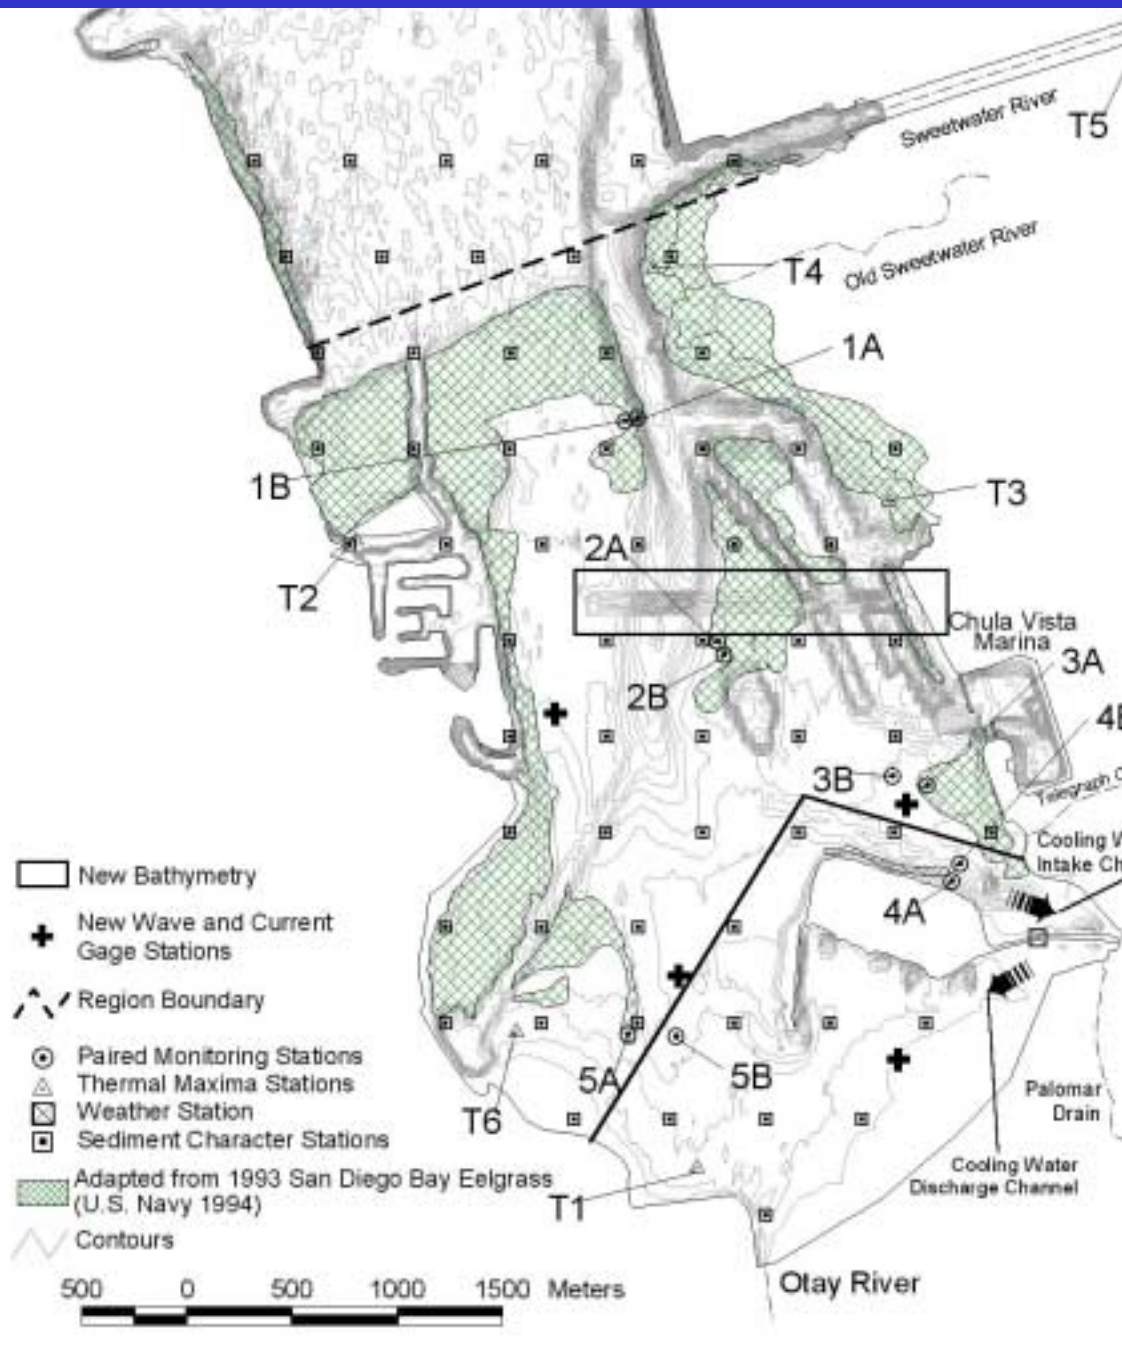 Sweetwater River
T5
Old Sweetwater River
T4
1A
1B
T3
2A
T2
Chula Vista
Marina
3A
2B
3B
Cooling
Intake
4A
New Bathymetry
New Wave and Current
Gage Stations
Region Boundary
Paired Monitoring Stations
Thermal Maxima Stations
Weather Station
Sediment Character Stations
Adapted from 1993 San Diego Bay Eelgrass
(U.S. Navy 1994)
Contours
5A
5B
T6
Palomar
Drain
Cooling Water
Discharge Channel
T1
Otay River
500 0 500 1000 1500 Meters